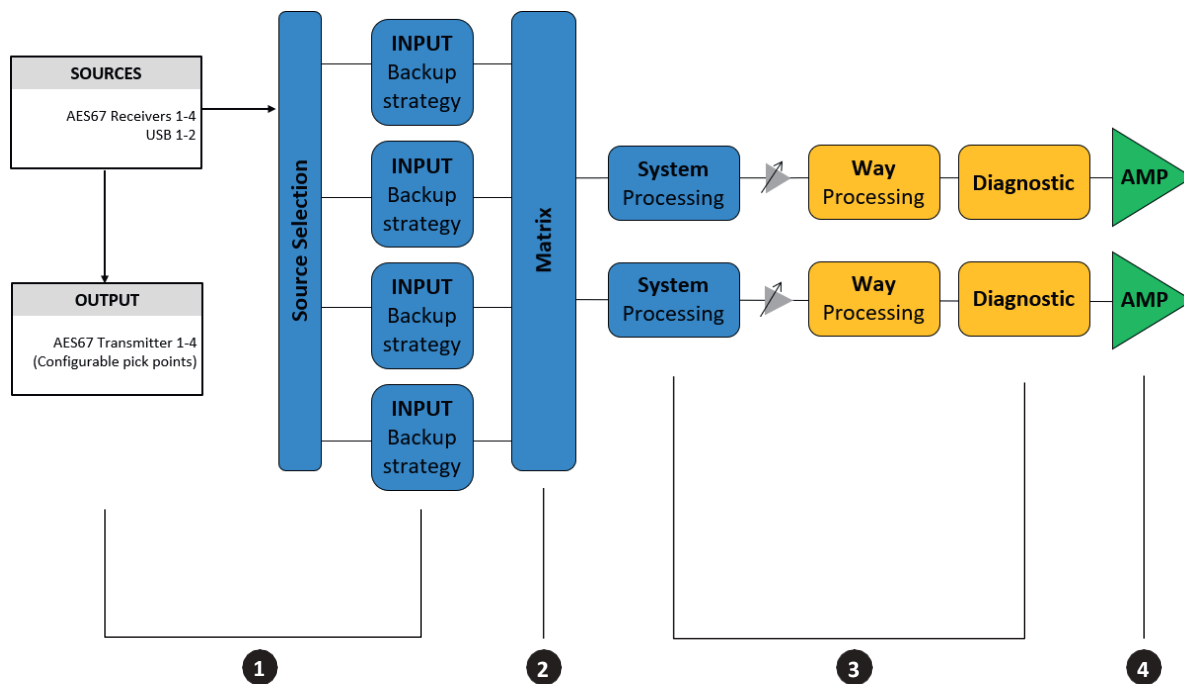 SOURCES
AES67 Receivers 1-4
USB 1-2
OUTPUT
AES67 Transmitter 1-4
(Configurable pick points)
Source Selection
INPUT
Backup
strategy
INPUT
Backup
strategy
INPUT
Backup
strategy
INPUT
Backup
strategy
Matrix
System
Processing
Way
Processing
Diagnostic
AMP
System
Processing
Way
Processing
Diagnostic
AMP
1
2
3
4